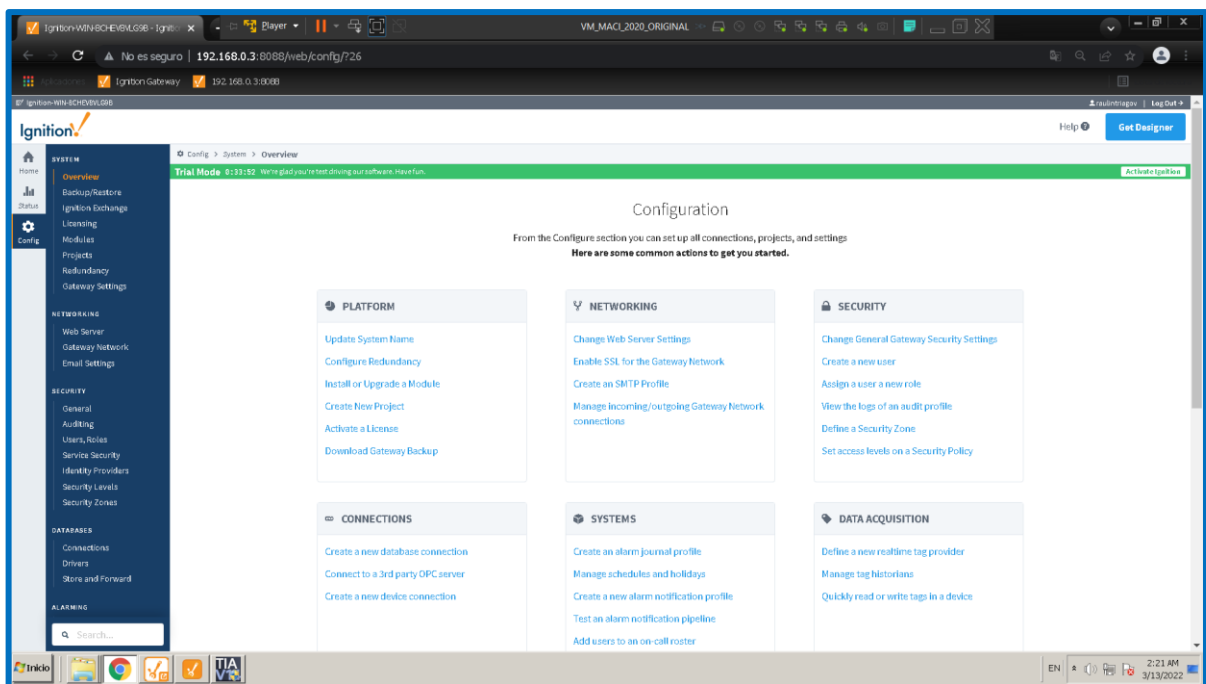 Ignition-WIN-8CHEV8VLG9B - Ignitio
Player
VM_MACI_2020_ORIGINAL
No es seguro | 192.168.0.3:8088/web/config/?26
Aplicaciones
Ignition Gateway
192.168.0.3:8088
Ignition-WIN-8CHEV8VLG9B
raulintriagov | Log Out
Ignition!
Help
Get Designer
Home
Status
Config
SYSTEM
Overview
Backup/Restore
Ignition Exchange
Licensing
Modules
Projects
Redundancy
Gateway Settings
NETWORKING
Web Server
Gateway Network
Email Settings
SECURITY
General
Auditing
Users, Roles
Service Security
Identity Providers
Security Levels
Security Zones
DATABASES
Connections
Drivers
Store and Forward
ALARMING
Search...
Config > System > Overview
Trial Mode 0:33:52 We're glad you're test driving our software. Have fun.
Activate Ignition
Configuration
From the Configure section you can set up all connections, projects, and settings
Here are some common actions to get you started.
PLATFORM
Update System Name
Configure Redundancy
Install or Upgrade a Module
Create New Project
Activate a License
Download Gateway Backup
NETWORKING
Change Web Server Settings
Enable SSL for the Gateway Network
Create an SMTP Profile
Manage incoming/outgoing Gateway Network
connections
SECURITY
Change General Gateway Security Settings
Create a new user
Assign a user a new role
View the logs of an audit profile
Define a Security Zone
Set access levels on a Security Policy
CONNECTIONS
Create a new database connection
Connect to a 3rd party OPC server
Create a new device connection
SYSTEMS
Create an alarm journal profile
Manage schedules and holidays
Create a new alarm notification profile
Test an alarm notification pipeline
Add users to an on-call roster
DATA ACQUISITION
Define a new realtime tag provider
Manage tag historians
Quickly read or write tags in a device
Inicio
TIA
EN
2:21 AM
3/13/2022